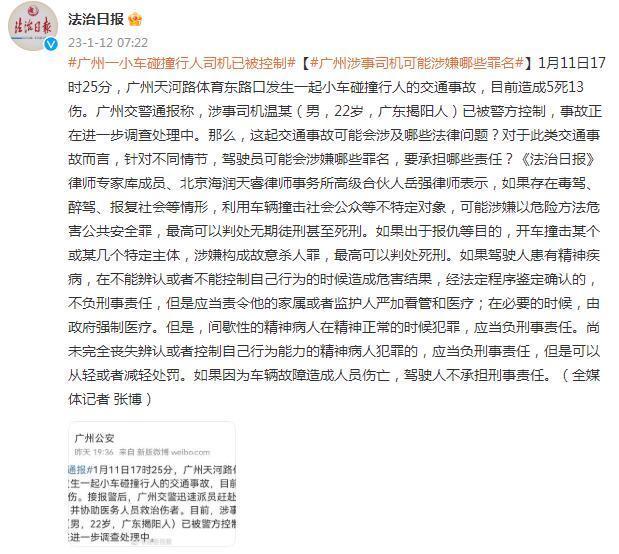 法治日报
法治日报
23-1-12 07:22
#广州一小车碰撞行人司机已被控制#【#广州涉事司机可能涉嫌哪些罪名#】1月11日17
时25分，广州天河路体育东路口发生一起小车碰撞行人的交通事故，目前造成5死13
伤。广州交警通报称，涉事司机温某（男，22岁，广东揭阳人）已被警方控制，事故正
在进一步调查处理中。那么，这起交通事故可能会涉及哪些法律问题？对于此类交通事
故而言，针对不同情节，驾驶员可能会涉嫌哪些罪名，要承担哪些责任？《法治日报》
律师专家库成员、北京海润天睿律师事务所高级合伙人岳强律师表示，如果存在毒驾、
醉驾、报复社会等情形，利用车辆撞击社会公众等不特定对象，可能涉嫌以危险方法危
害公共安全罪，最高可以判处无期徒刑甚至死刑。如果出于报仇等目的，开车撞击某个
或某几个特定主体，涉嫌构成故意杀人罪，最高可以判处死刑。如果驾驶人患有精神疾
病，在不能辨认或者不能控制自己行为的时候造成危害结果，经法定程序鉴定确认的，
不负刑事责任，但是应当责令他的家属或者监护人严加看管和医疗；在必要的时候，由
政府强制医疗。但是，间歇性的精神病人在精神正常的时候犯罪，应当负刑事责任。尚
未完全丧失辨认或者控制自己行为能力的精神病人犯罪的，应当负刑事责任，但是可以
从轻或者减轻处罚。如果因为车辆故障造成人员伤亡，驾驶人不承担刑事责任。（全媒
体记者 张博）
广州公安
昨天 19:36 来自 新版微博 weibo.com
通报#1月11日17时25分，广州天河路体
生一起小车碰撞行人的交通事故，目前
伤。接报警后，广州交警迅速派员赶赴
并协助医务人员救治伤者。目前，涉事
（男，22岁，广东揭阳人）已被警方控制
进一步调查处理中。